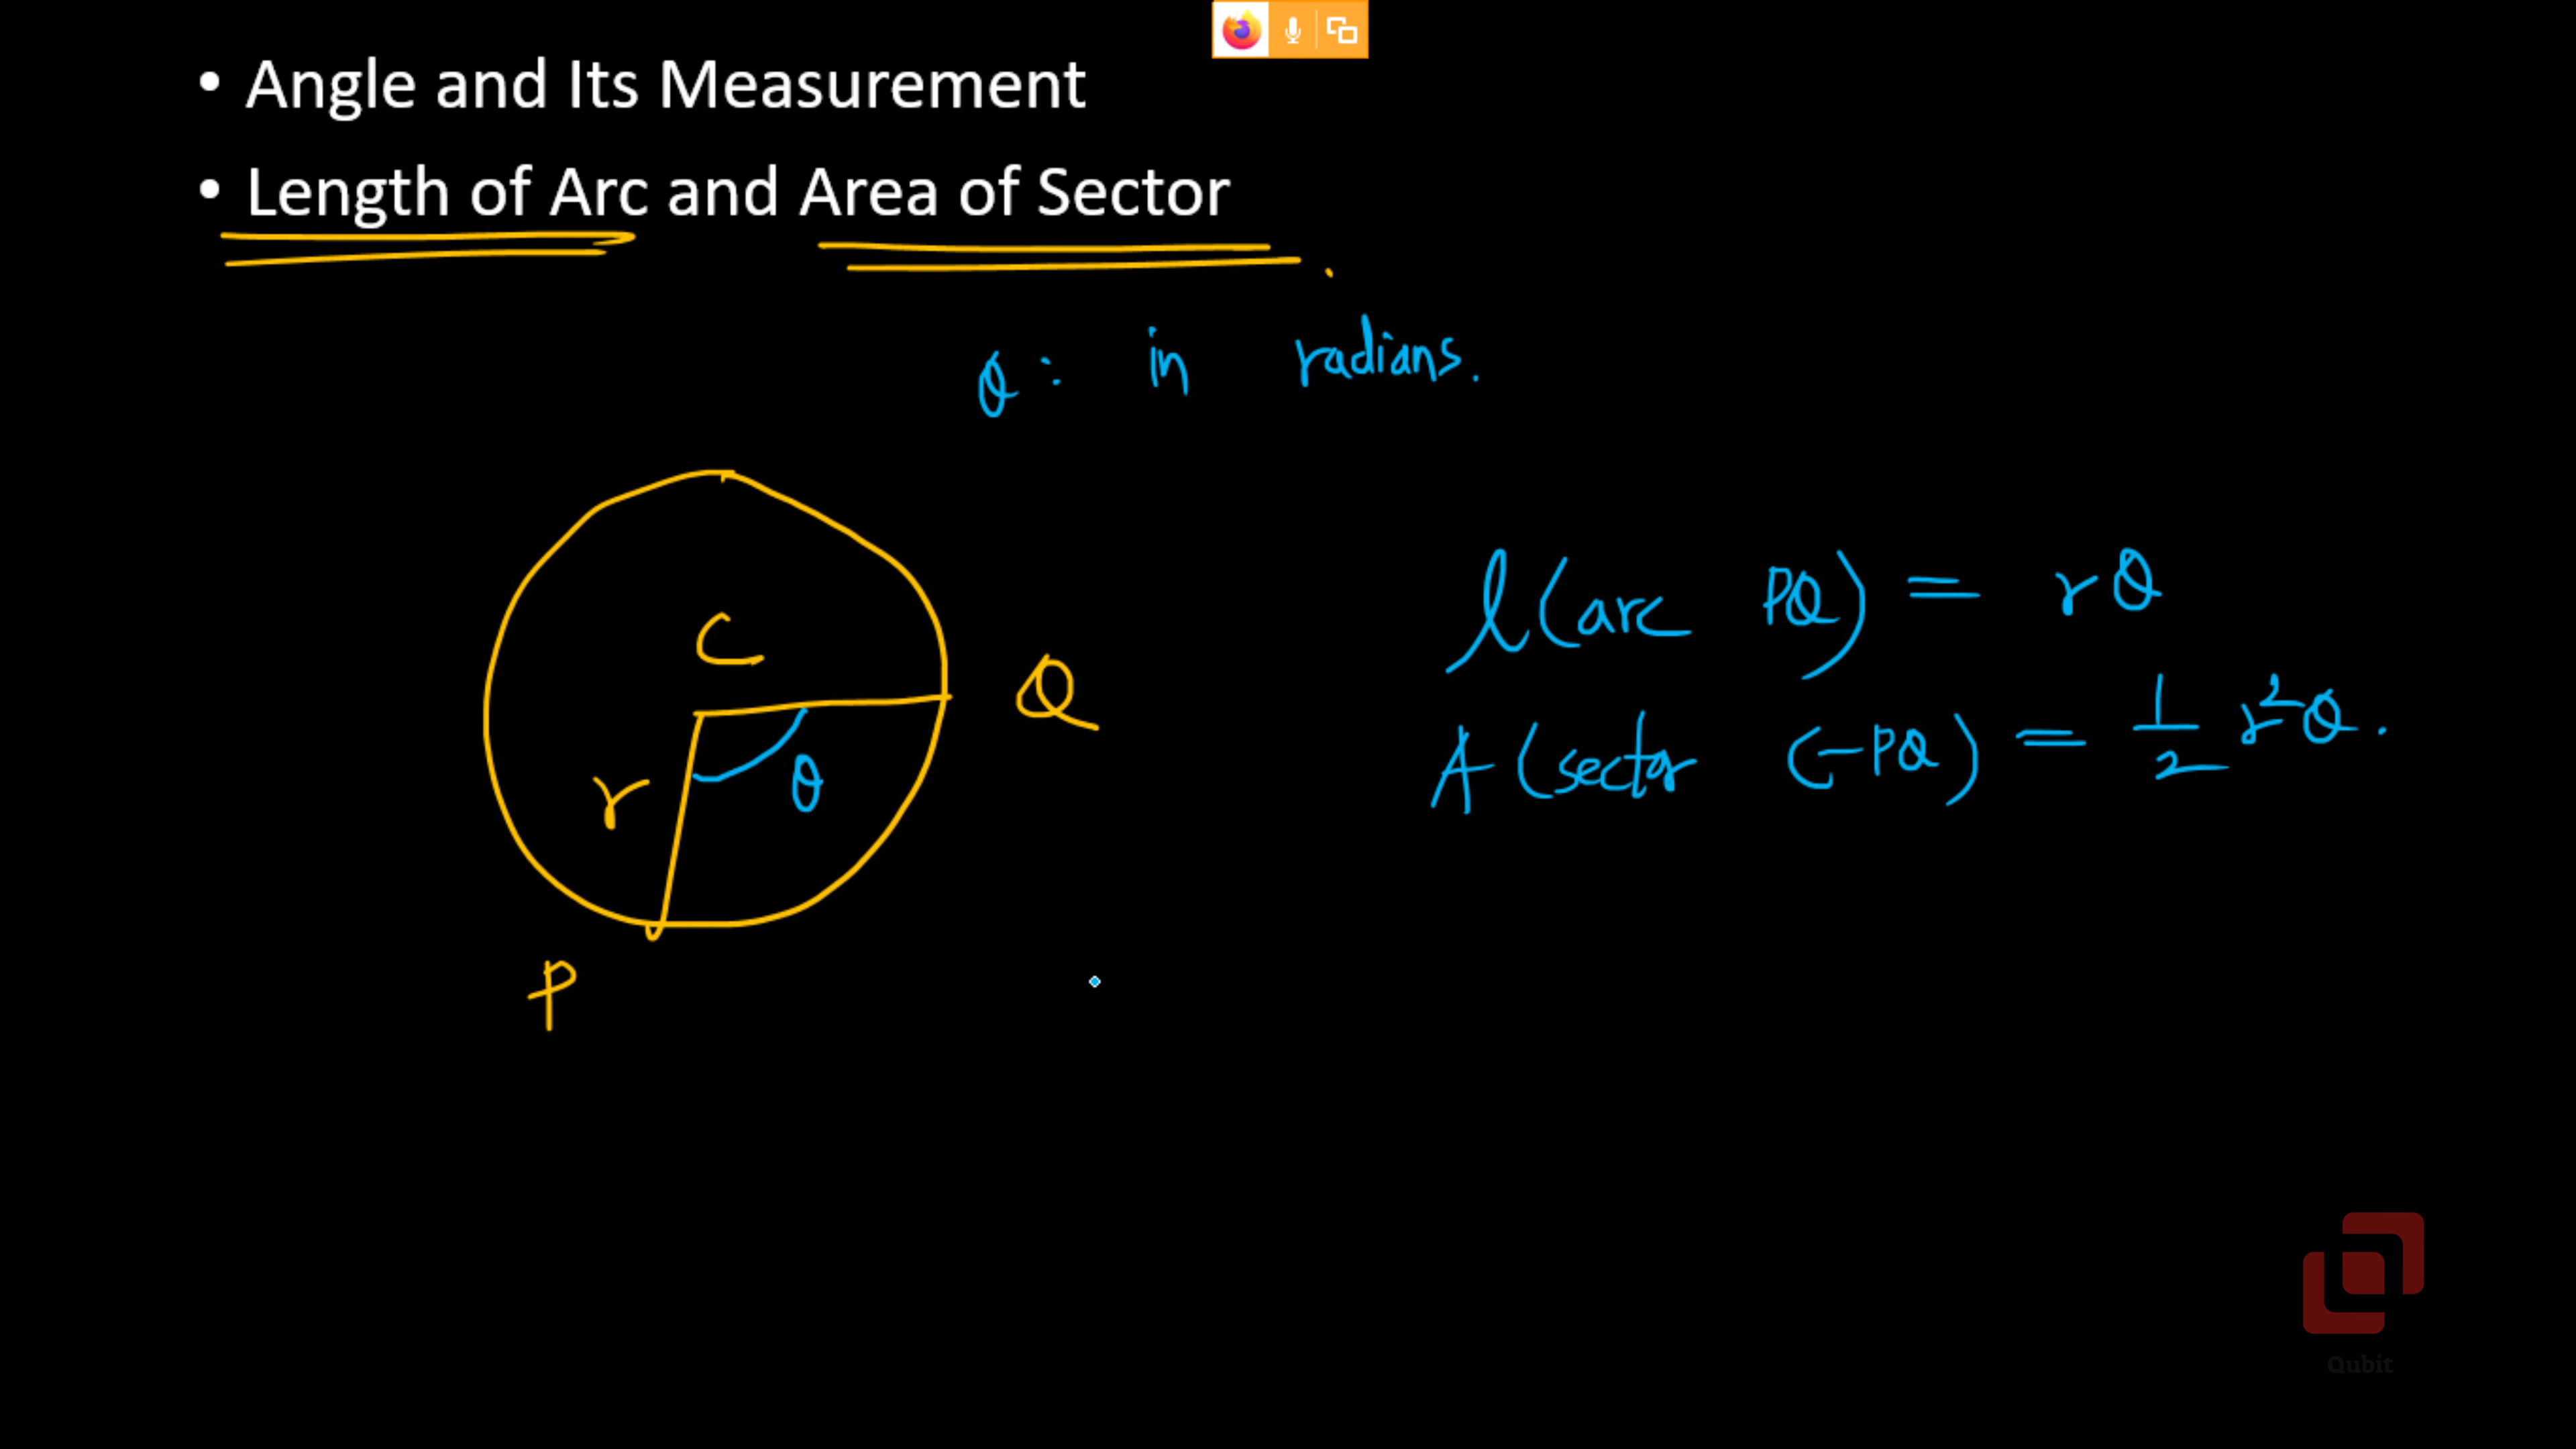 • Angle and Its Measurement
• Length of Arc and Area of Sector
θ : in radians.
C
Q
r
θ
P
l(arc PQ) = rθ
A(sector C-PQ) = 1/2 r²θ.
Qubit